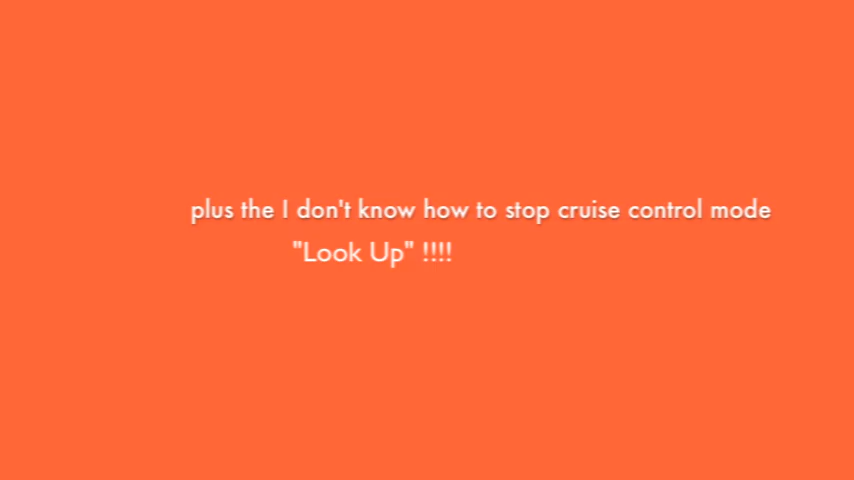 plus the I don't know how to stop cruise control mode
"Look Up" !!!!